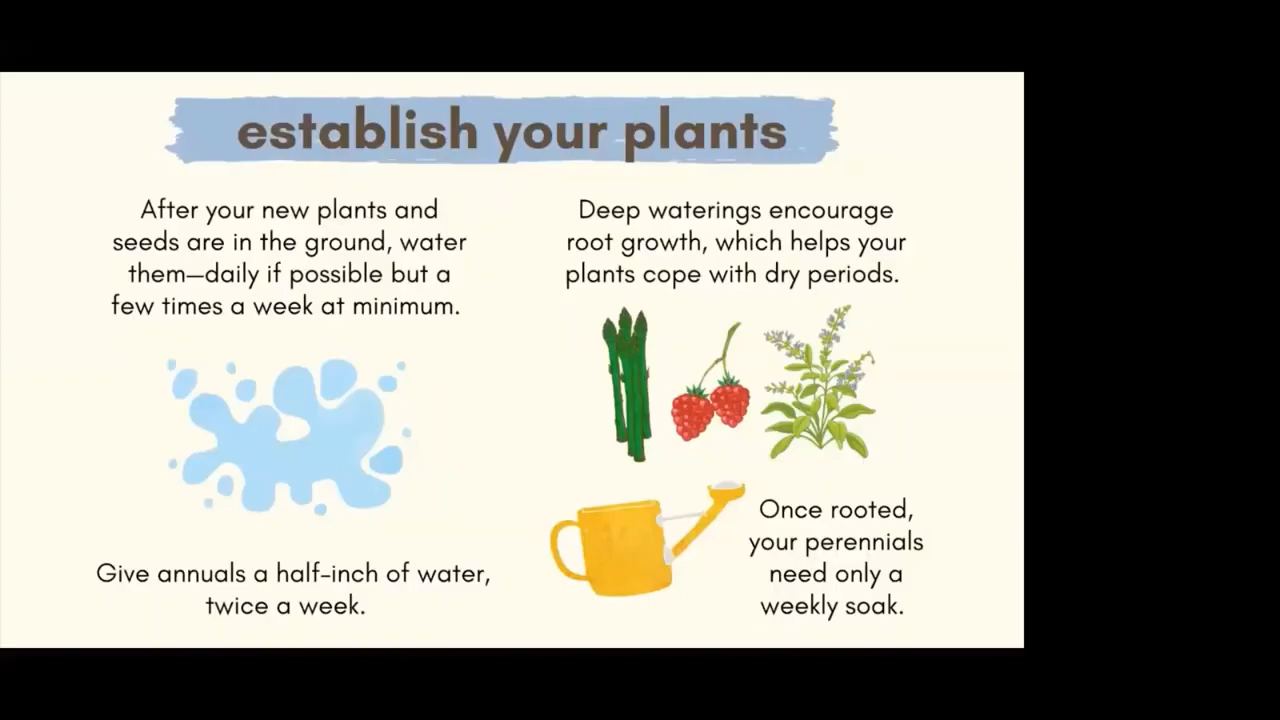 establish your plants
After your new plants and
seeds are in the ground, water
them—daily if possible but a
few times a week at minimum.
Give annuals a half-inch of water,
twice a week.
Deep waterings encourage
root growth, which helps your
plants cope with dry periods.
Once rooted,
your perennials
need only a
weekly soak.